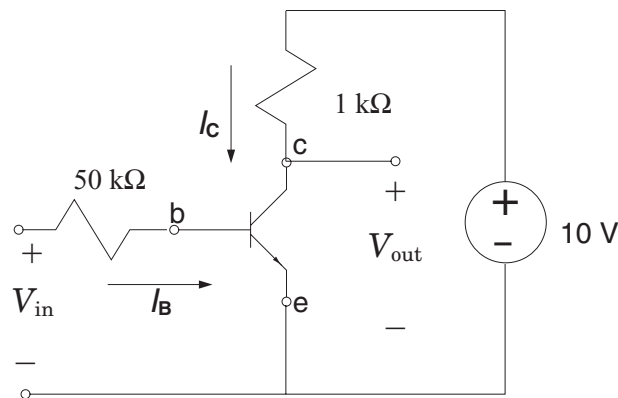 1 kΩ
I_C
c
50 kΩ
b
+
+
+
-
10 V
V_out
+
V_in
I_B
e
−
−